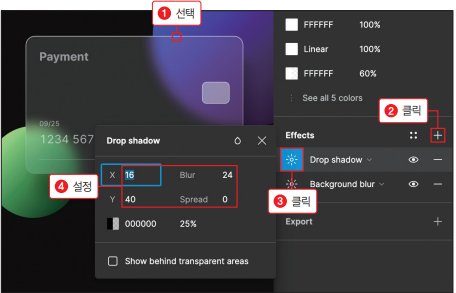 1 선택
Payment
09/25
1234 567
FFFFFF 100%
Linear 100%
FFFFFF 60%
See all 5 colors
2 클릭
Effects
Drop shadow
Background blur
3 클릭
Export
Drop shadow
X 16 Blur 24
4 설정
Y 40 Spread 0
000000 25%
Show behind transparent areas